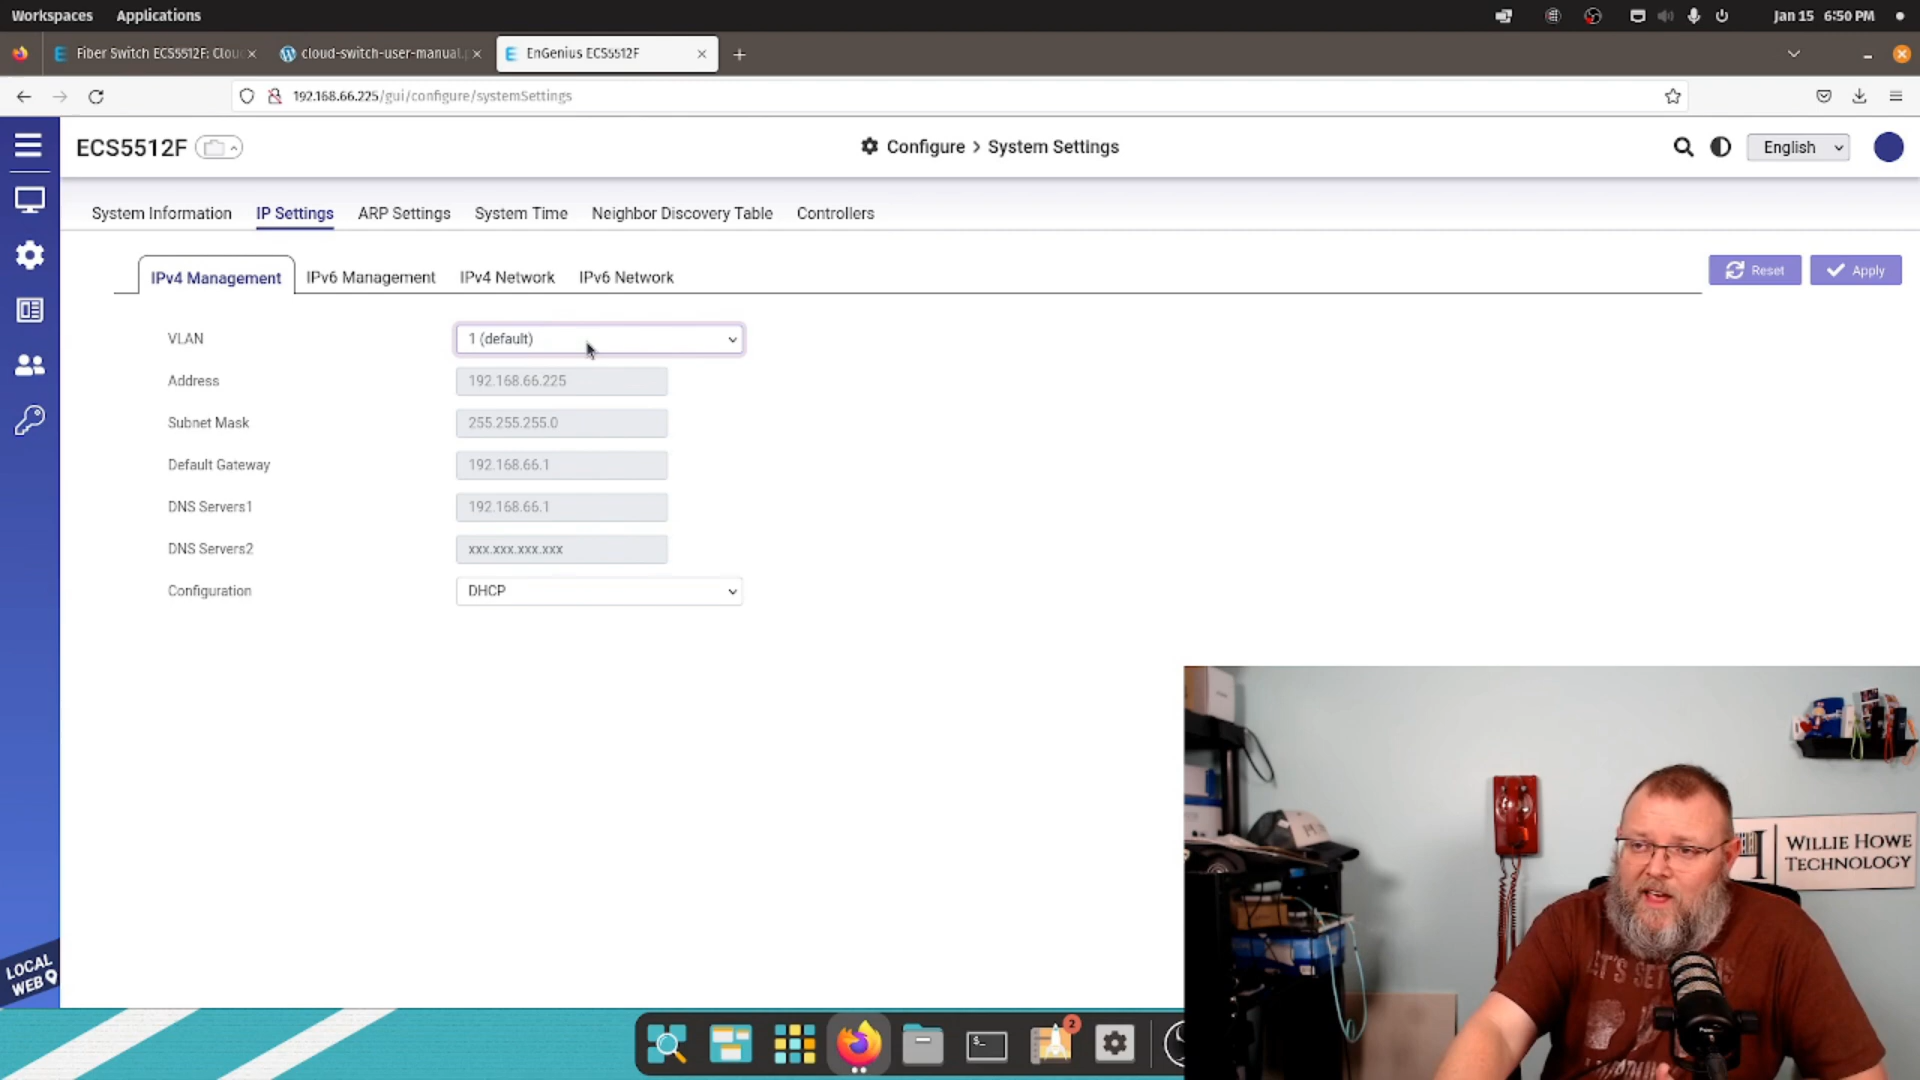 Workspaces Applications Jan 15 6:50 PM
Fiber Switch ECS5512F: Clou cloud-switch-user-manual. EnGenius ECS5512F
192.168.66.225/gui/configure/systemSettings
ECS5512F Configure > System Settings English
System Information IP Settings ARP Settings System Time Neighbor Discovery Table Controllers
IPv4 Management IPv6 Management IPv4 Network IPv6 Network Reset Apply
VLAN 1 (default)
Address 192.168.66.225
Subnet Mask 255.255.255.0
Default Gateway 192.168.66.1
DNS Servers1 192.168.66.1
DNS Servers2 xxx.xxx.xxx.xxx
Configuration DHCP
LOCAL
WEB
WILLIE HOWE
TECHNOLOGY
2